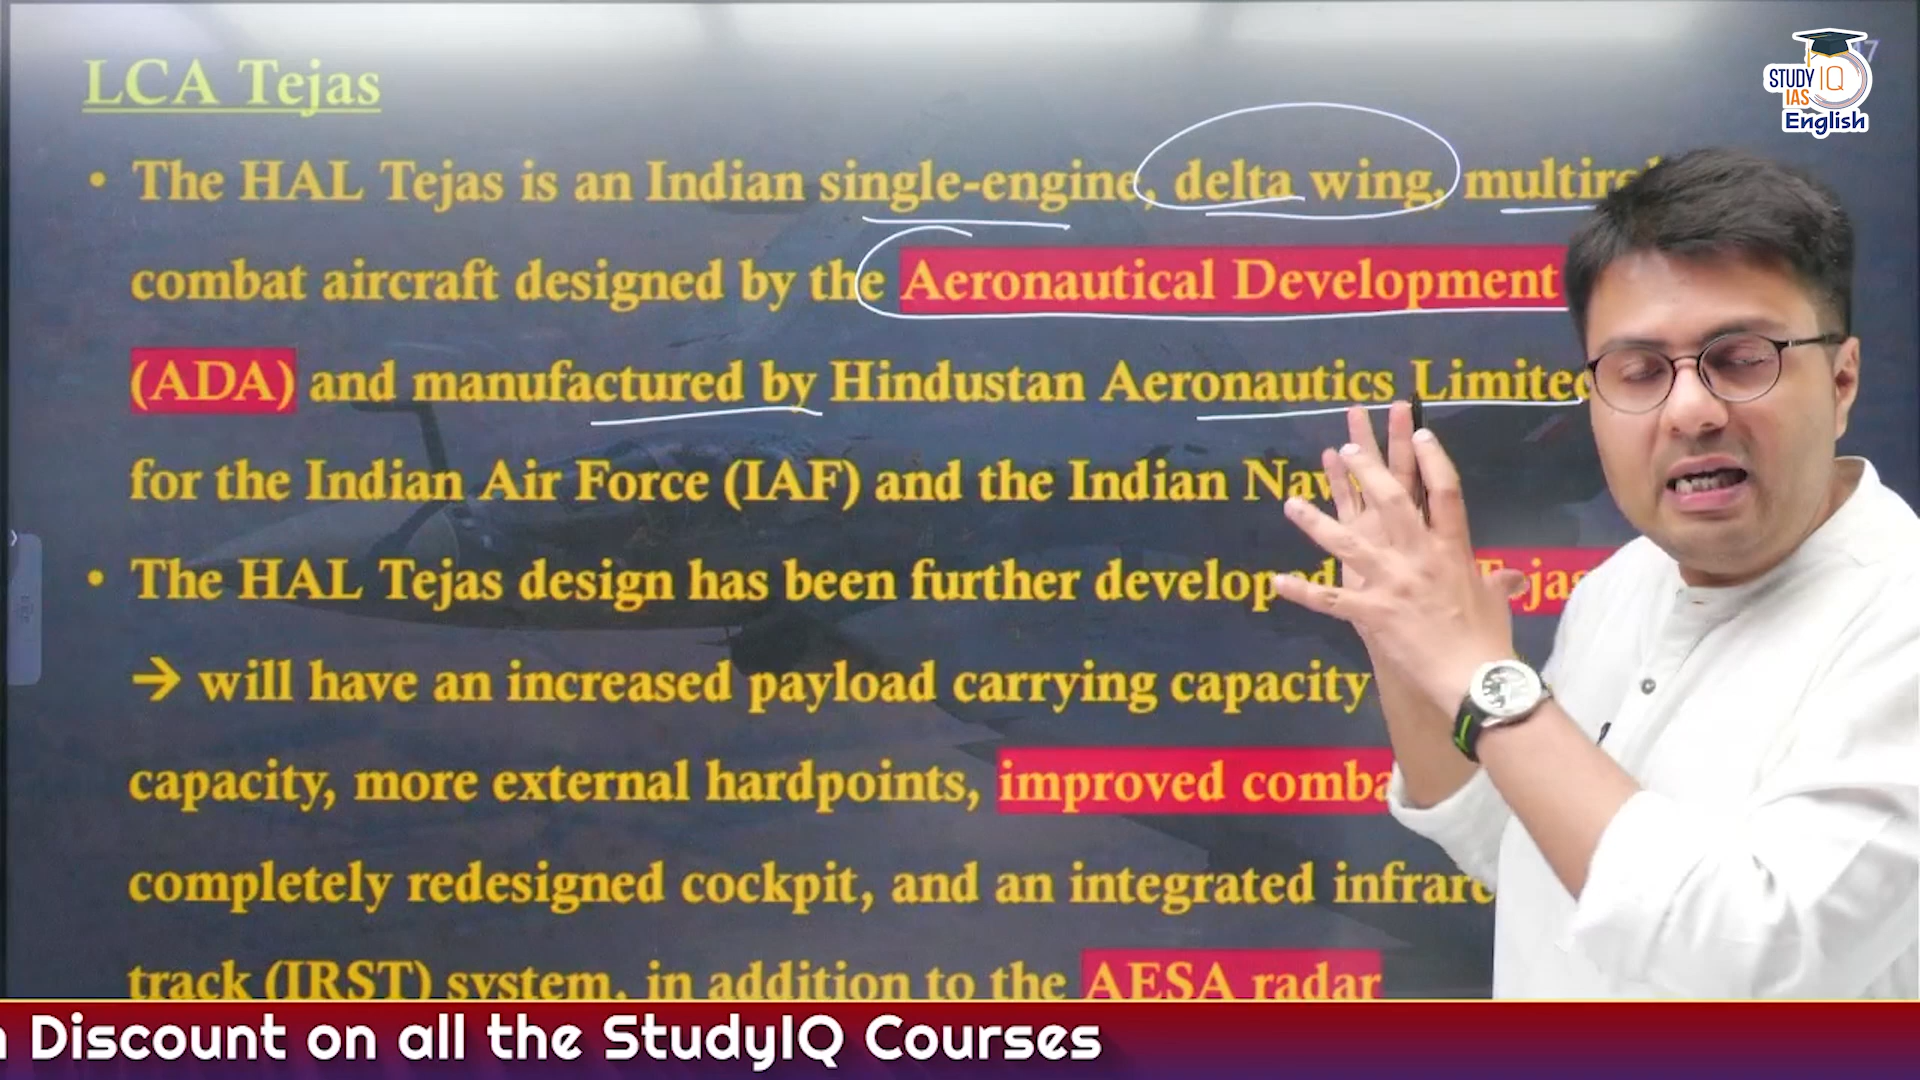 LCA Tejas
17
STUDY IQ
IAS
English
• The HAL Tejas is an Indian single-engine, delta wing,
combat aircraft designed by the Aeronautical Development
(ADA) and manufactured by Hindustan Aeronautics Limited
for the Indian Air Force (IAF) and the Indian
• The HAL Tejas design has been further developed Tejas
→ will have an increased payload carrying capacity
capacity, more external hardpoints, improved
completely redesigned cockpit, and an integrated
track (IRST) system, in addition to the AESA radar
Discount on all the StudyIQ Courses